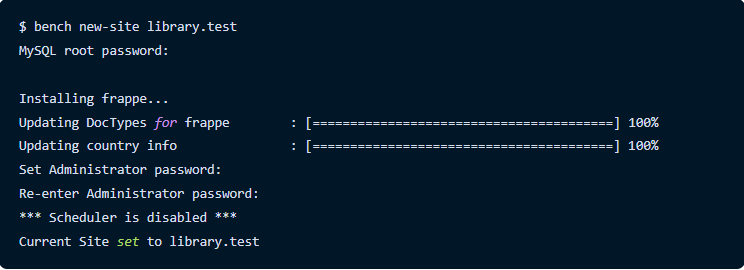 $ bench new-site library.test
MySQL root password:
Installing frappe...
Updating DocTypes for frappe        : [========================================] 100%
Updating country info               : [========================================] 100%
Set Administrator password:
Re-enter Administrator password:
*** Scheduler is disabled ***
Current Site set to library.test